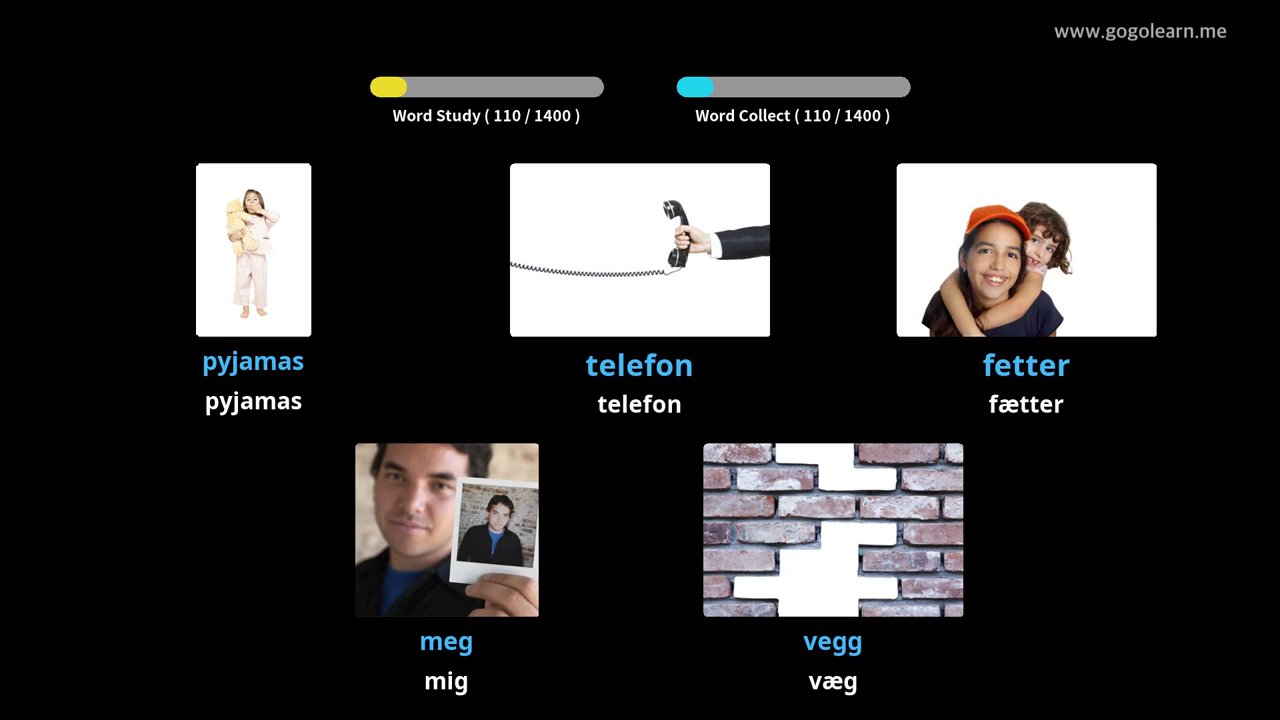 www.gogolearn.me
Word Study ( 110 / 1400 )
Word Collect ( 110 / 1400 )
pyjamas
pyjamas
telefon
telefon
fetter
fætter
meg
mig
vegg
væg